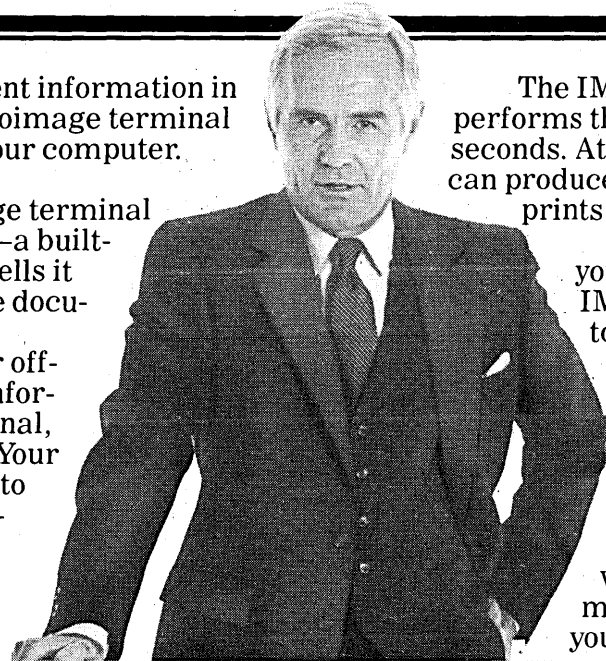 ent information in
oimage terminal
our computer.
ge terminal
–a built-
ells it
e docu-
r off-
nfor-
nal,
Your
to
-
The IM
performs th
seconds. At
can produce
prints
you
IM
to
v
m
you